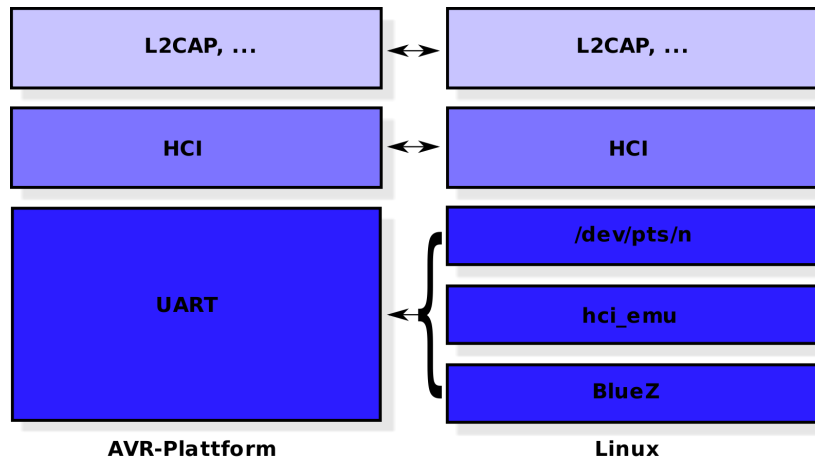 L2CAP, ...
L2CAP, ...
HCI
HCI
UART
/dev/pts/n
hci_emu
BlueZ
AVR-Plattform
Linux